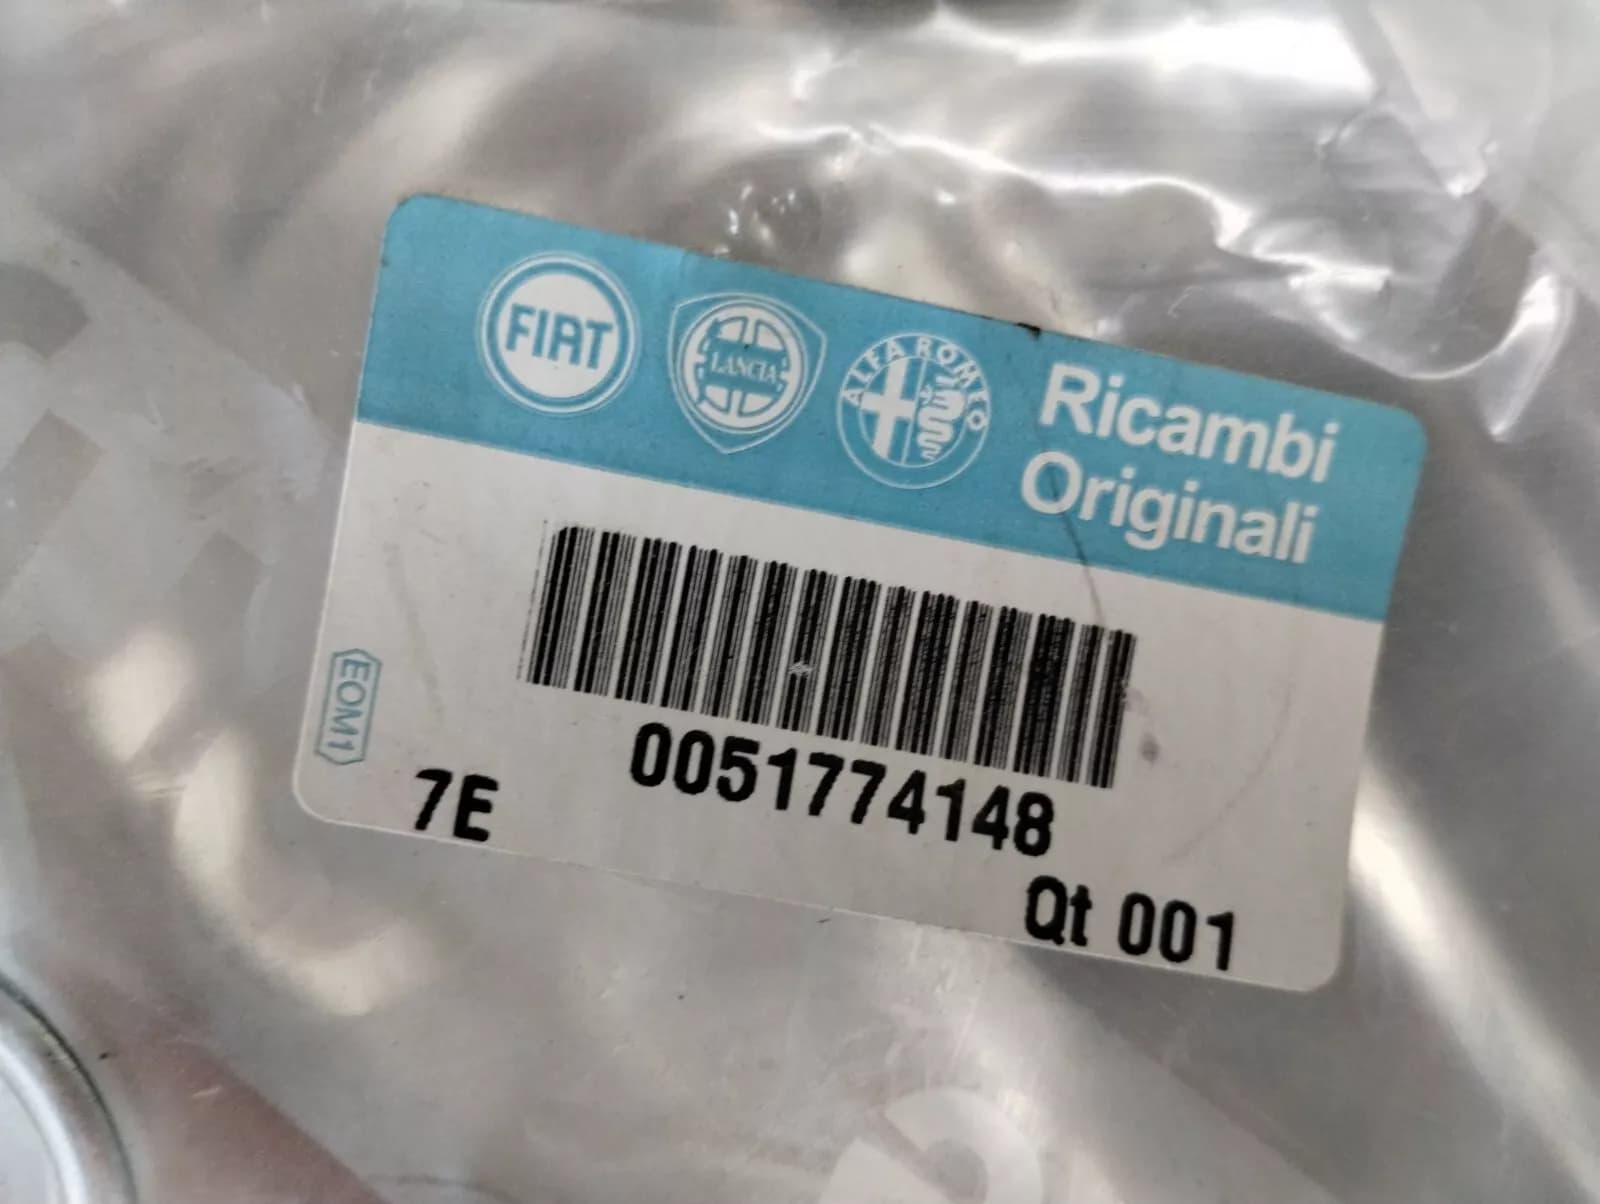 FIAT
LANCIA
ALFA ROMEO
Ricambi
Originali
EOM1
0051774148
7E
Qt 001